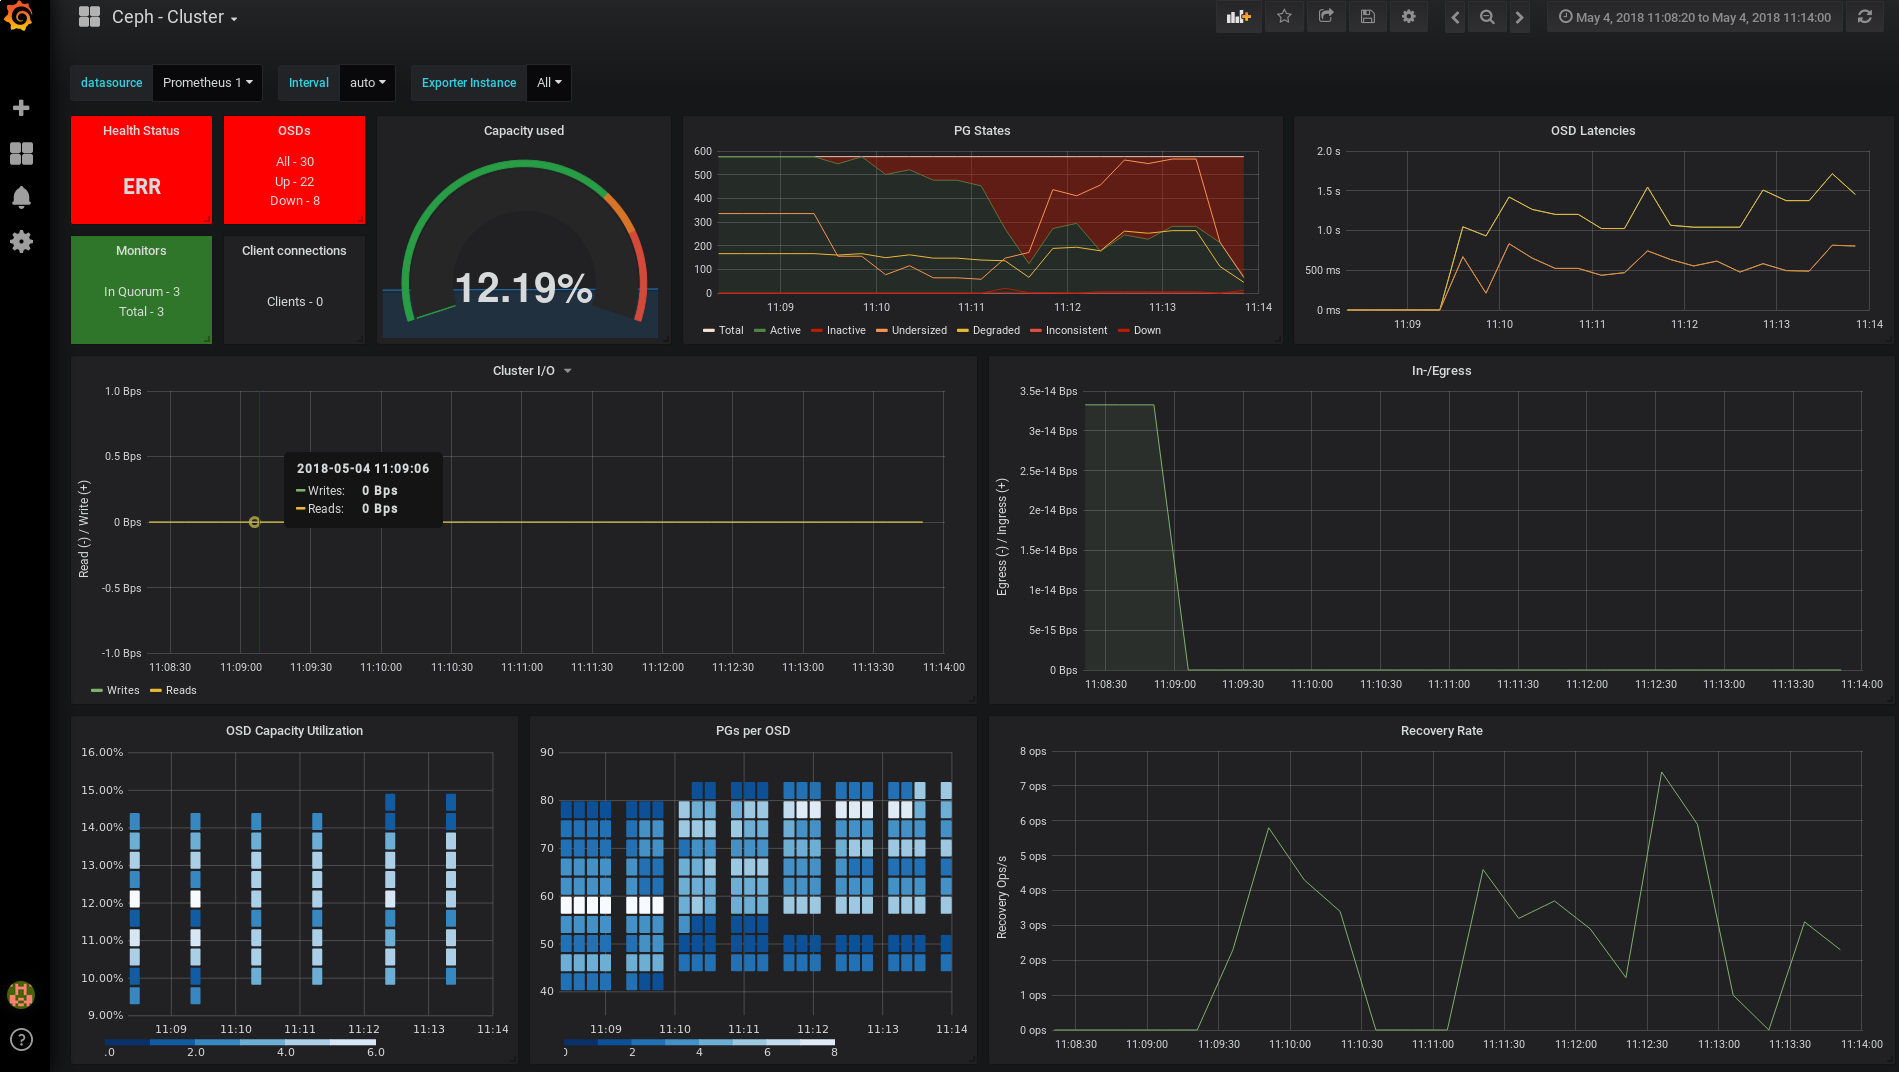 Ceph - Cluster
May 4, 2018 11:08:20 to May 4, 2018 11:14:00
datasource Prometheus 1 Interval auto Exporter Instance All
Health Status
ERR
OSDs
All - 30
Up - 22
Down - 8
Monitors
In Quorum - 3
Total - 3
Client connections
Clients - 0
Capacity used
12.19%
PG States
600
500
400
300
200
100
0
11:09 11:10 11:11 11:12 11:13 11:14
Total Active Inactive Undersized Degraded Inconsistent Down
OSD Latencies
2.0 s
1.5 s
1.0 s
500 ms
0 ms
11:09 11:10 11:11 11:12 11:13 11:14
Cluster I/O
Read (-) / Write (+)
1.0 Bps
0.5 Bps
0 Bps
-0.5 Bps
-1.0 Bps
2018-05-04 11:09:06
Writes: 0 Bps
Reads: 0 Bps
11:08:30 11:09:00 11:09:30 11:10:00 11:10:30 11:11:00 11:11:30 11:12:00 11:12:30 11:13:00 11:13:30 11:14:00
Writes Reads
In-/Egress
Egress (-) / Ingress (+)
3.5e-14 Bps
3e-14 Bps
2.5e-14 Bps
2e-14 Bps
1.5e-14 Bps
1e-14 Bps
5e-15 Bps
0 Bps
11:08:30 11:09:00 11:09:30 11:10:00 11:10:30 11:11:00 11:11:30 11:12:00 11:12:30 11:13:00 11:13:30 11:14:00
OSD Capacity Utilization
16.00%
15.00%
14.00%
13.00%
12.00%
11.00%
10.00%
9.00%
11:09 11:10 11:11 11:12 11:13 11:14
.0 2.0 4.0 6.0
PGs per OSD
90
80
70
60
50
40
11:09 11:10 11:11 11:12 11:13 11:14
0 2 4 6 8
Recovery Rate
Recovery Ops/s
8 ops
7 ops
6 ops
5 ops
4 ops
3 ops
2 ops
1 ops
0 ops
11:08:30 11:09:00 11:09:30 11:10:00 11:10:30 11:11:00 11:11:30 11:12:00 11:12:30 11:13:00 11:13:30 11:14:00